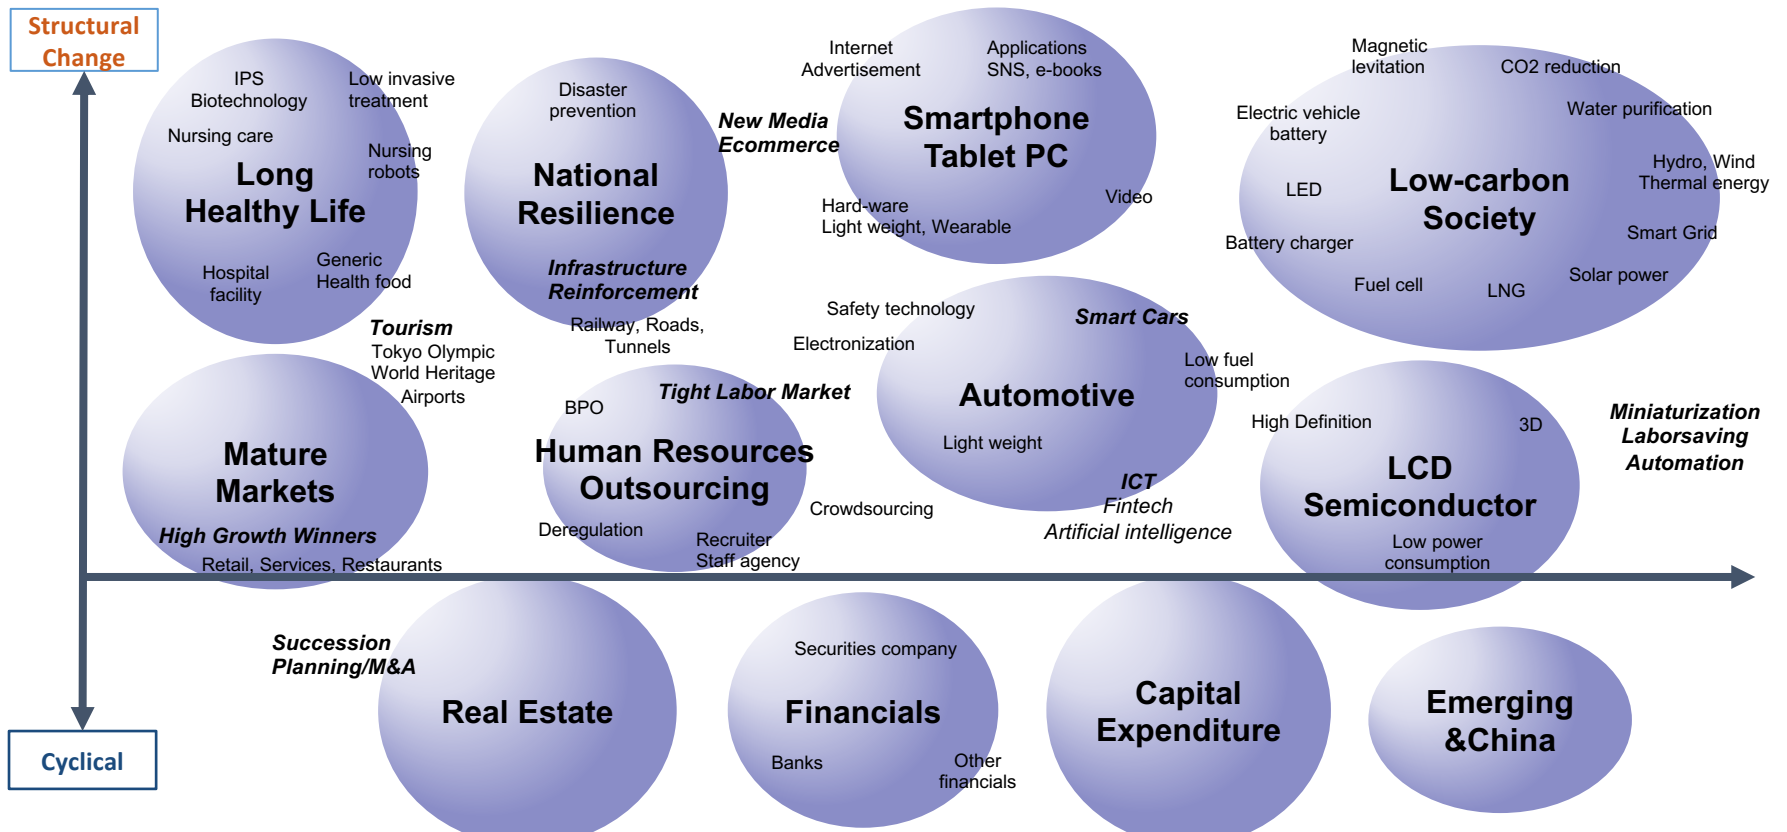 Structural
Change
IPS
Biotechnology
Low invasive
treatment
Nursing care
Nursing
robots
Long
Healthy Life
Hospital
facility
Generic
Health food
Disaster
prevention
National
Resilience
Infrastructure
Reinforcement
Railway, Roads,
Tunnels
New Media
Ecommerce
Internet
Advertisement
Applications
SNS, e-books
Smartphone
Tablet PC
Hard-ware
Light weight, Wearable
Video
Magnetic
levitation
CO2 reduction
Electric vehicle
battery
Water purification
LED
Low-carbon
Society
Hydro, Wind
Thermal energy
Battery charger
Smart Grid
Fuel cell
LNG
Solar power
Tourism
Tokyo Olympic
World Heritage
Airports
Mature
Markets
High Growth Winners
Retail, Services, Restaurants
Tight Labor Market
BPO
Human Resources
Outsourcing
Deregulation
Recruiter
Staff agency
Crowdsourcing
Safety technology
Smart Cars
Electronization
Low fuel
consumption
Automotive
Light weight
ICT
Fintech
Artificial intelligence
High Definition
3D
LCD
Semiconductor
Low power
consumption
Miniaturization
Laborsaving
Automation
Succession
Planning/M&A
Real Estate
Securities company
Financials
Banks
Other
financials
Capital
Expenditure
Emerging
&China
Cyclical